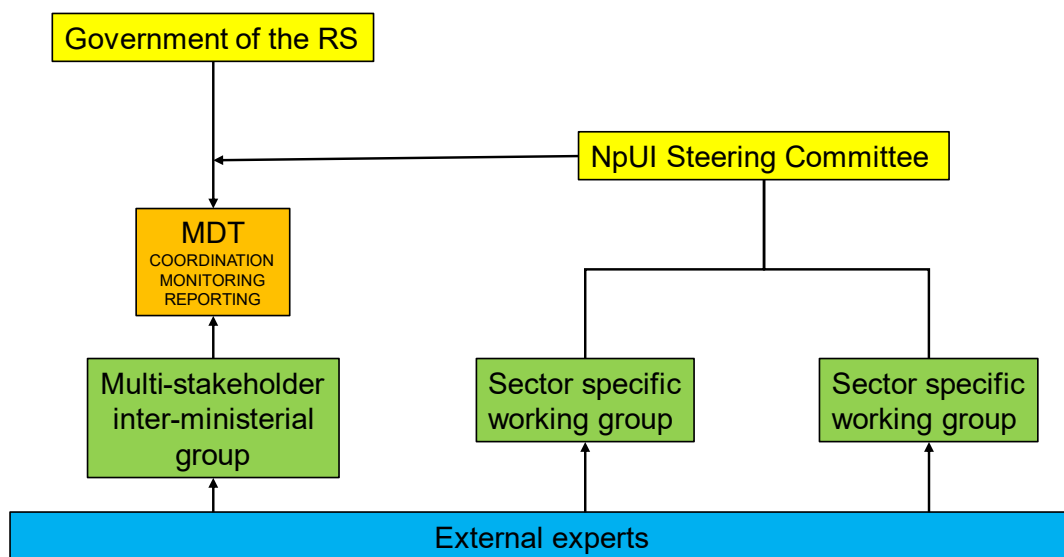 Government of the RS
NpUI Steering Committee
MDT
COORDINATION
MONITORING
REPORTING
Multi-stakeholder
inter-ministerial
group
Sector specific
working group
Sector specific
working group
External experts